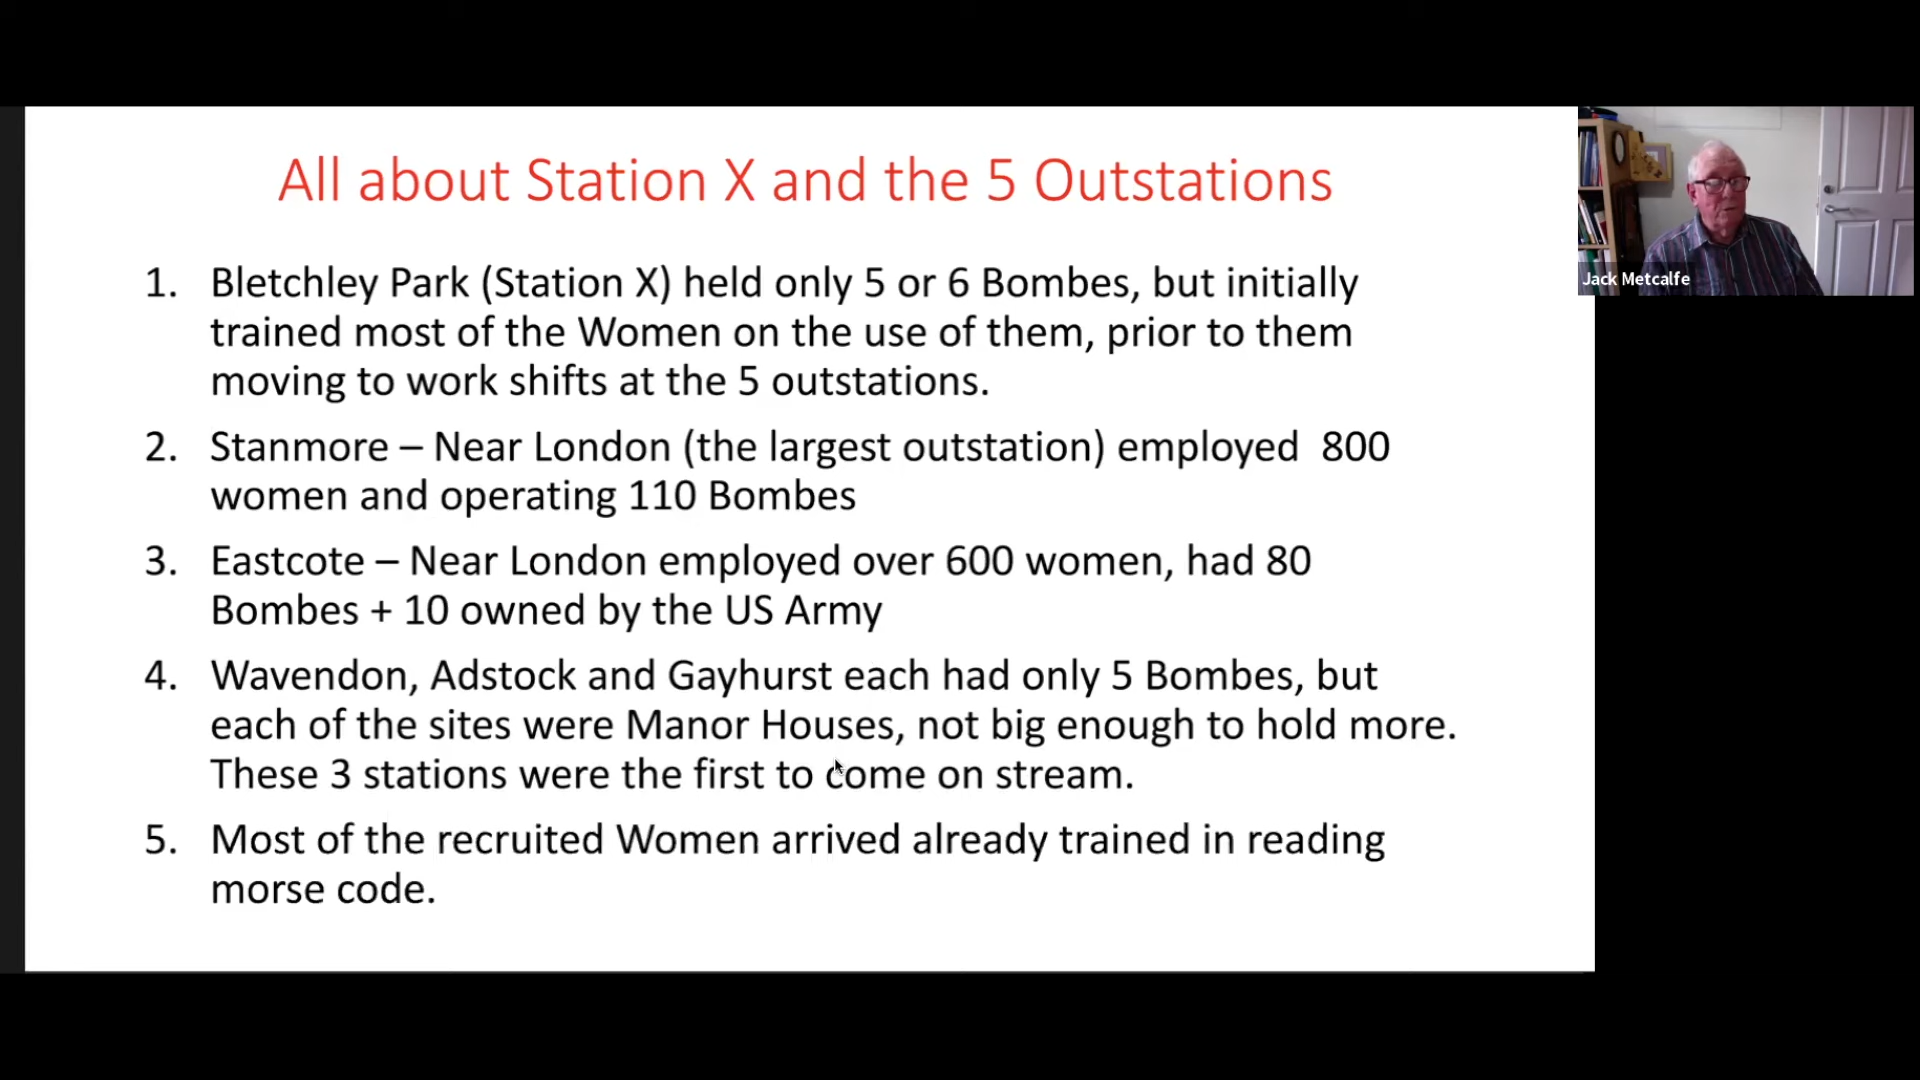 All about Station X and the 5 Outstations
1. Bletchley Park (Station X) held only 5 or 6 Bombes, but initially
trained most of the Women on the use of them, prior to them
moving to work shifts at the 5 outstations.
2. Stanmore – Near London (the largest outstation) employed  800
women and operating 110 Bombes
3. Eastcote – Near London employed over 600 women, had 80
Bombes + 10 owned by the US Army
4. Wavendon, Adstock and Gayhurst each had only 5 Bombes, but
each of the sites were Manor Houses, not big enough to hold more.
These 3 stations were the first to come on stream.
5. Most of the recruited Women arrived already trained in reading
morse code.
Jack Metcalfe